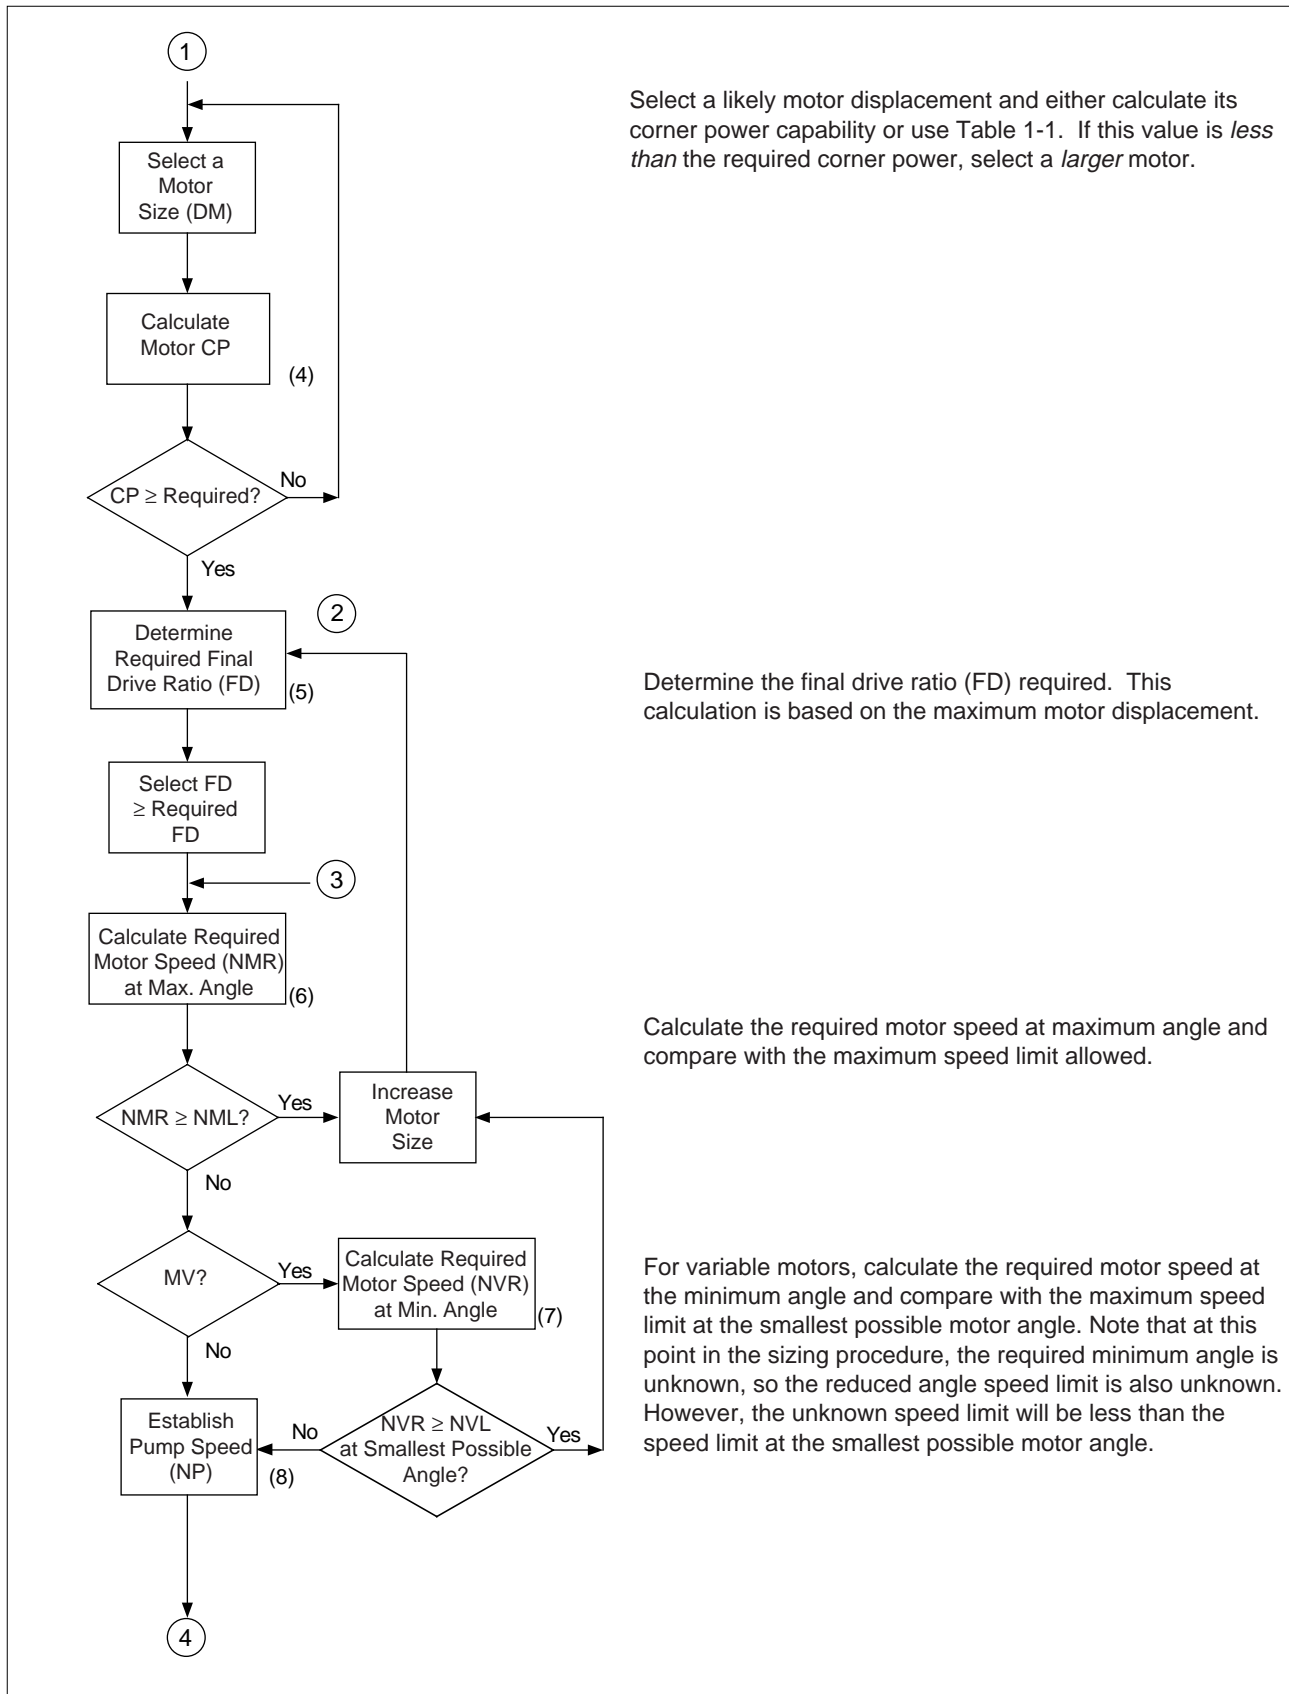 1
Select a likely motor displacement and either calculate its
corner power capability or use Table 1-1. If this value is less
than the required corner power, select a larger motor.
Select a
Motor
Size (DM)
Calculate
Motor CP
(4)
CP ≥ Required?
No
Yes
2
Determine
Required Final
Drive Ratio (FD)
(5)
Determine the final drive ratio (FD) required. This
calculation is based on the maximum motor displacement.
Select FD
≥ Required
FD
3
Calculate Required
Motor Speed (NMR)
at Max. Angle
(6)
Calculate the required motor speed at maximum angle and
compare with the maximum speed limit allowed.
NMR ≥ NML?
Yes
Increase
Motor
Size
No
MV?
Yes
Calculate Required
Motor Speed (NVR)
at Min. Angle
(7)
For variable motors, calculate the required motor speed at
the minimum angle and compare with the maximum speed
limit at the smallest possible motor angle. Note that at this
point in the sizing procedure, the required minimum angle is
unknown, so the reduced angle speed limit is also unknown.
However, the unknown speed limit will be less than the
speed limit at the smallest possible motor angle.
No
NVR ≥ NVL
at Smallest Possible
Angle?
Yes
No
Establish
Pump Speed
(NP)
(8)
4